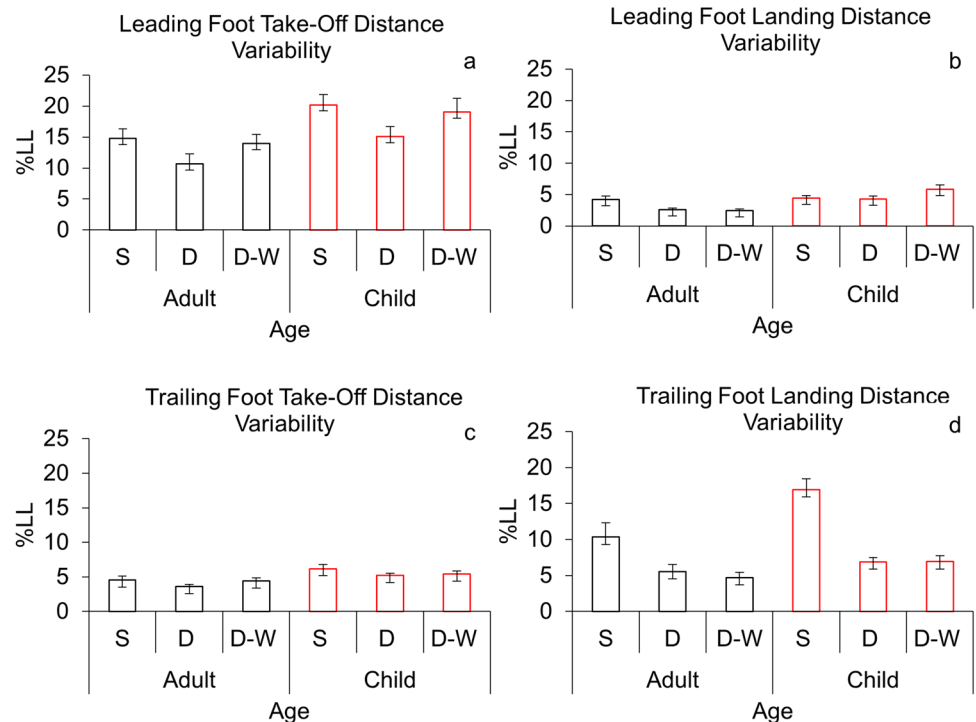 Leading Foot Take-Off Distance
Variability
a
25
20
15
10
5
0
%LL
S D D-W S D D-W
Adult Child
Age
Leading Foot Landing Distance
Variability
b
25
20
15
10
5
0
%LL
S D D-W S D D-W
Adult Child
Age
Trailing Foot Take-Off Distance
Variability
c
25
20
15
10
5
0
%LL
S D D-W S D D-W
Adult Child
Age
Trailing Foot Landing Distance
Variability
d
25
20
15
10
5
0
%LL
S D D-W S D D-W
Adult Child
Age